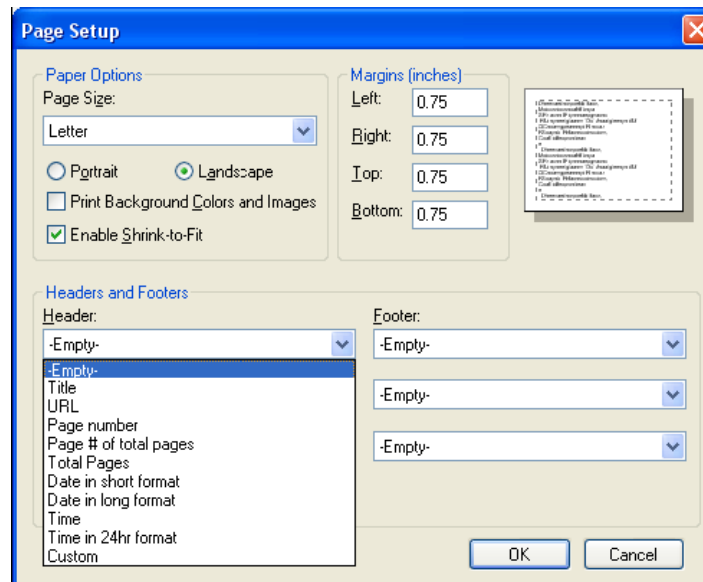 Page Setup
Paper Options
Page Size:
Letter
Portrait
Landscape
Print Background Colors and Images
Enable Shrink-to-Fit
Margins (inches)
Left: 0.75
Right: 0.75
Top: 0.75
Bottom: 0.75
Headers and Footers
Header:
-Empty-
-Empty-
Title
URL
Page number
Page # of total pages
Total Pages
Date in short format
Date in long format
Time
Time in 24hr format
Custom
Footer:
-Empty-
-Empty-
-Empty-
OK
Cancel